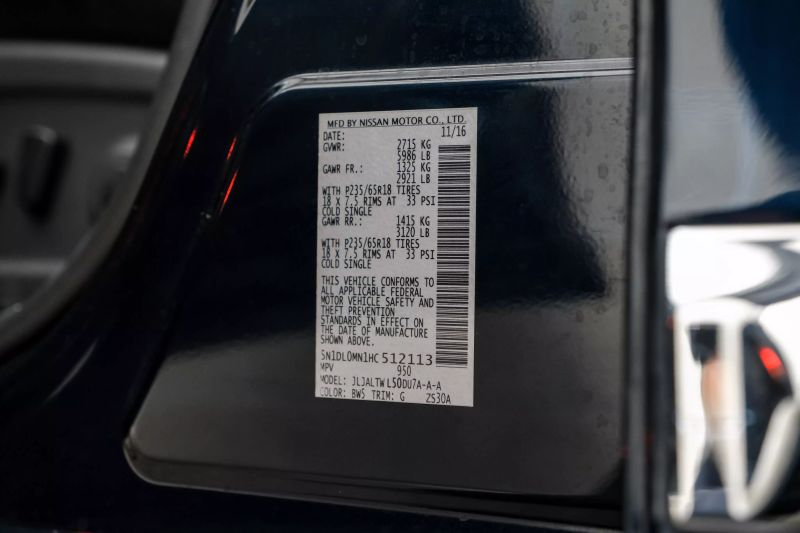 MFD BY NISSAN MOTOR CO., LTD.
DATE: 11/16
GVWR: 2715 KG
5986 LB
GAWR FR.: 1325 KG
2921 LB
WITH P235/65R18 TIRES
18 X 7.5 RIMS AT 33 PSI
COLD SINGLE
GAWR RR.: 1415 KG
3120 LB
WITH P235/65R18 TIRES
18 X 7.5 RIMS AT 33 PSI
COLD SINGLE
THIS VEHICLE CONFORMS TO
ALL APPLICABLE FEDERAL
MOTOR VEHICLE SAFETY AND
THEFT PREVENTION
STANDARDS IN EFFECT ON
THE DATE OF MANUFACTURE
SHOWN ABOVE.
5N1DL0MN1HC512113
MPV 950
MODEL: JLJALTWL50DU7A-A-A
COLOR: BW5 TRIM: G ZS30A